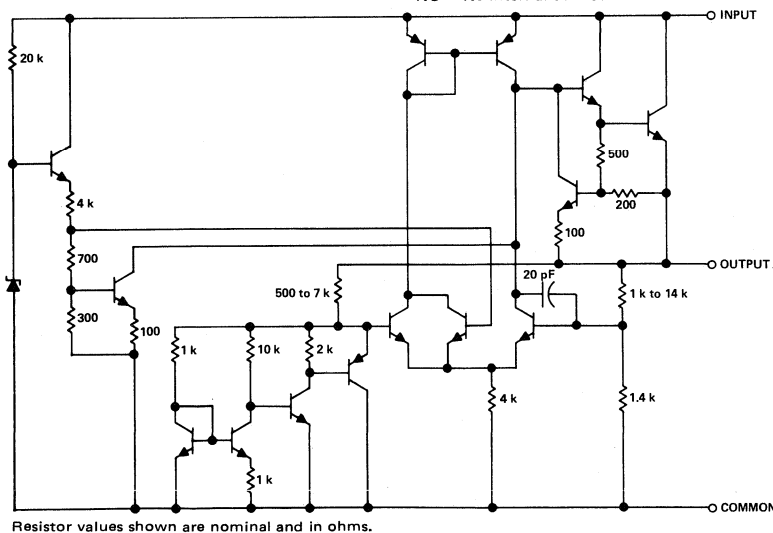 INPUT
20 k
500
4 k
200
100
700
OUTPUT
20 pF
500 to 7 k
1 k to 14 k
300
100
1 k
10 k
2 k
4 k
1.4 k
1 k
COMMON
Resistor values shown are nominal and in ohms.